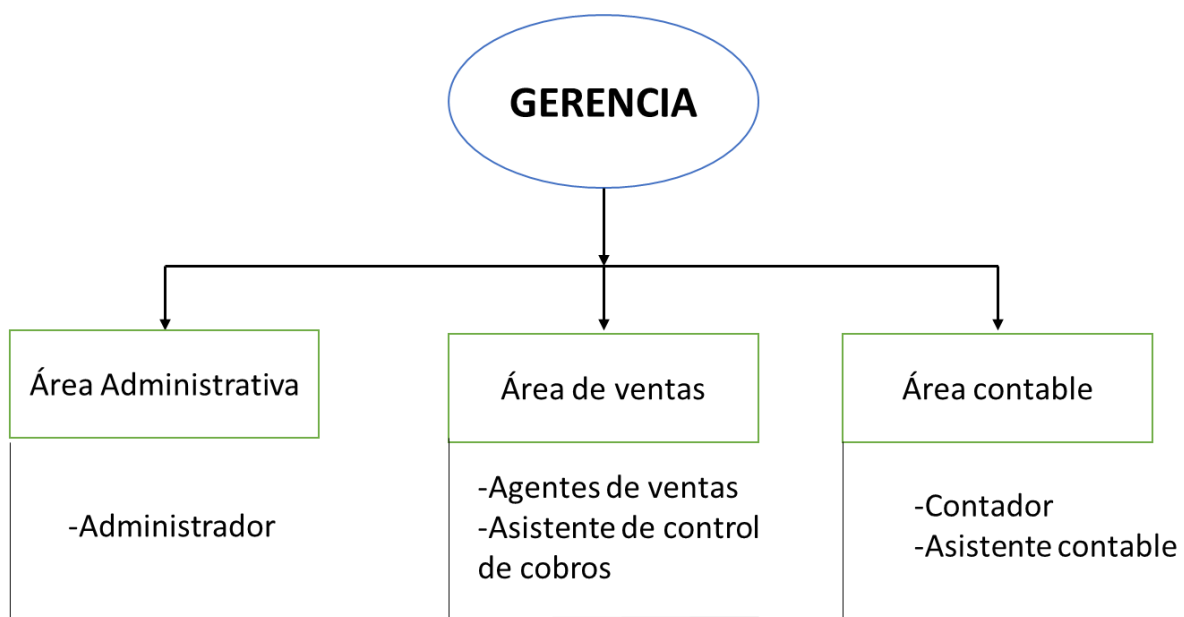 GERENCIA
Área Administrativa
Área de ventas
Área contable
-Administrador
-Agentes de ventas
-Asistente de control
de cobros
-Contador
-Asistente contable